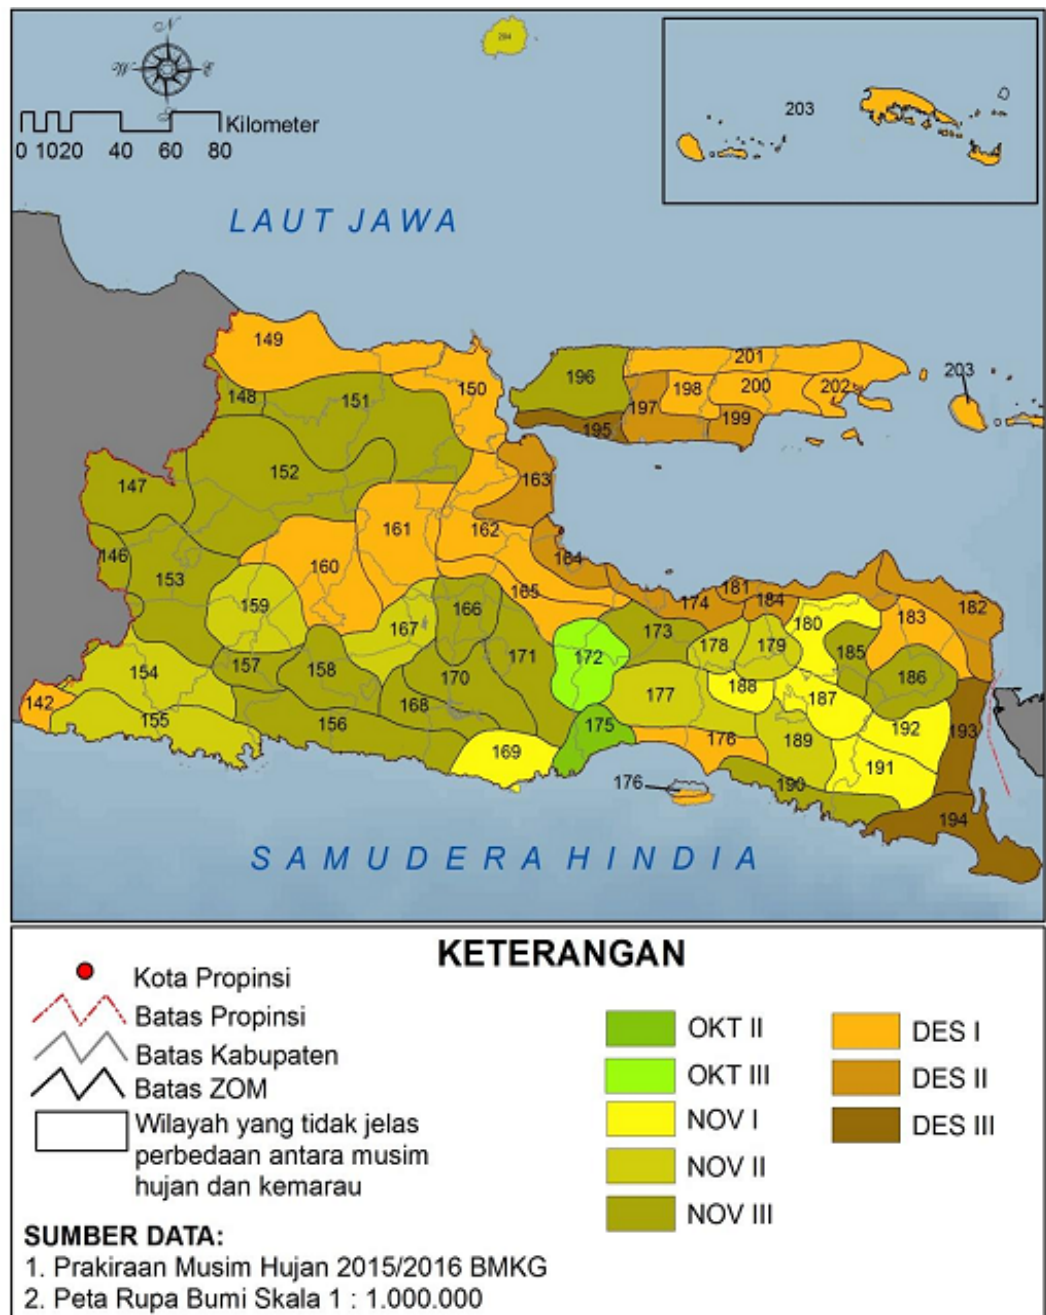 N
W E
S
Kilometer
0 1020 40 60 80
204
203
LAUT JAWA
149
150
148
151
152
147
146
153
161
162
163
160
164
159
165
167
166
154
157
158
171
172
173
170
168
142
155
156
169
175
196
201
198
200
202
203
197
199
195
174
181
184
180
183
182
178
179
185
186
177
188
187
192
193
189
191
176
190
176
194
SAMUDERA HINDIA
KETERANGAN
Kota Propinsi
Batas Propinsi
Batas Kabupaten
Batas ZOM
Wilayah yang tidak jelas
perbedaan antara musim
hujan dan kemarau
OKT II
OKT III
NOV I
NOV II
NOV III
DES I
DES II
DES III
SUMBER DATA:
1. Prakiraan Musim Hujan 2015/2016 BMKG
2. Peta Rupa Bumi Skala 1 : 1.000.000